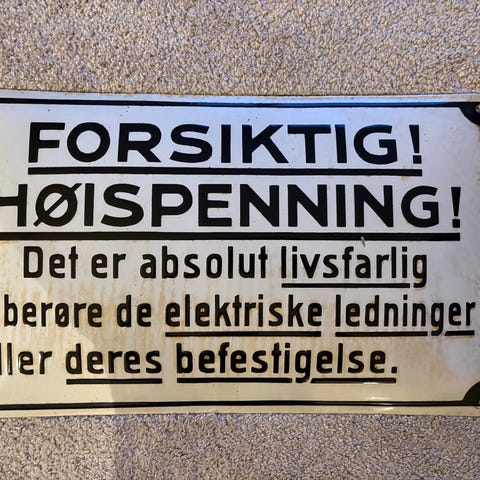 FORSIKTIG!
HØISPENNING!
Det er absolut livsfarlig
berøre de elektriske ledninger
ller deres befestigelse.